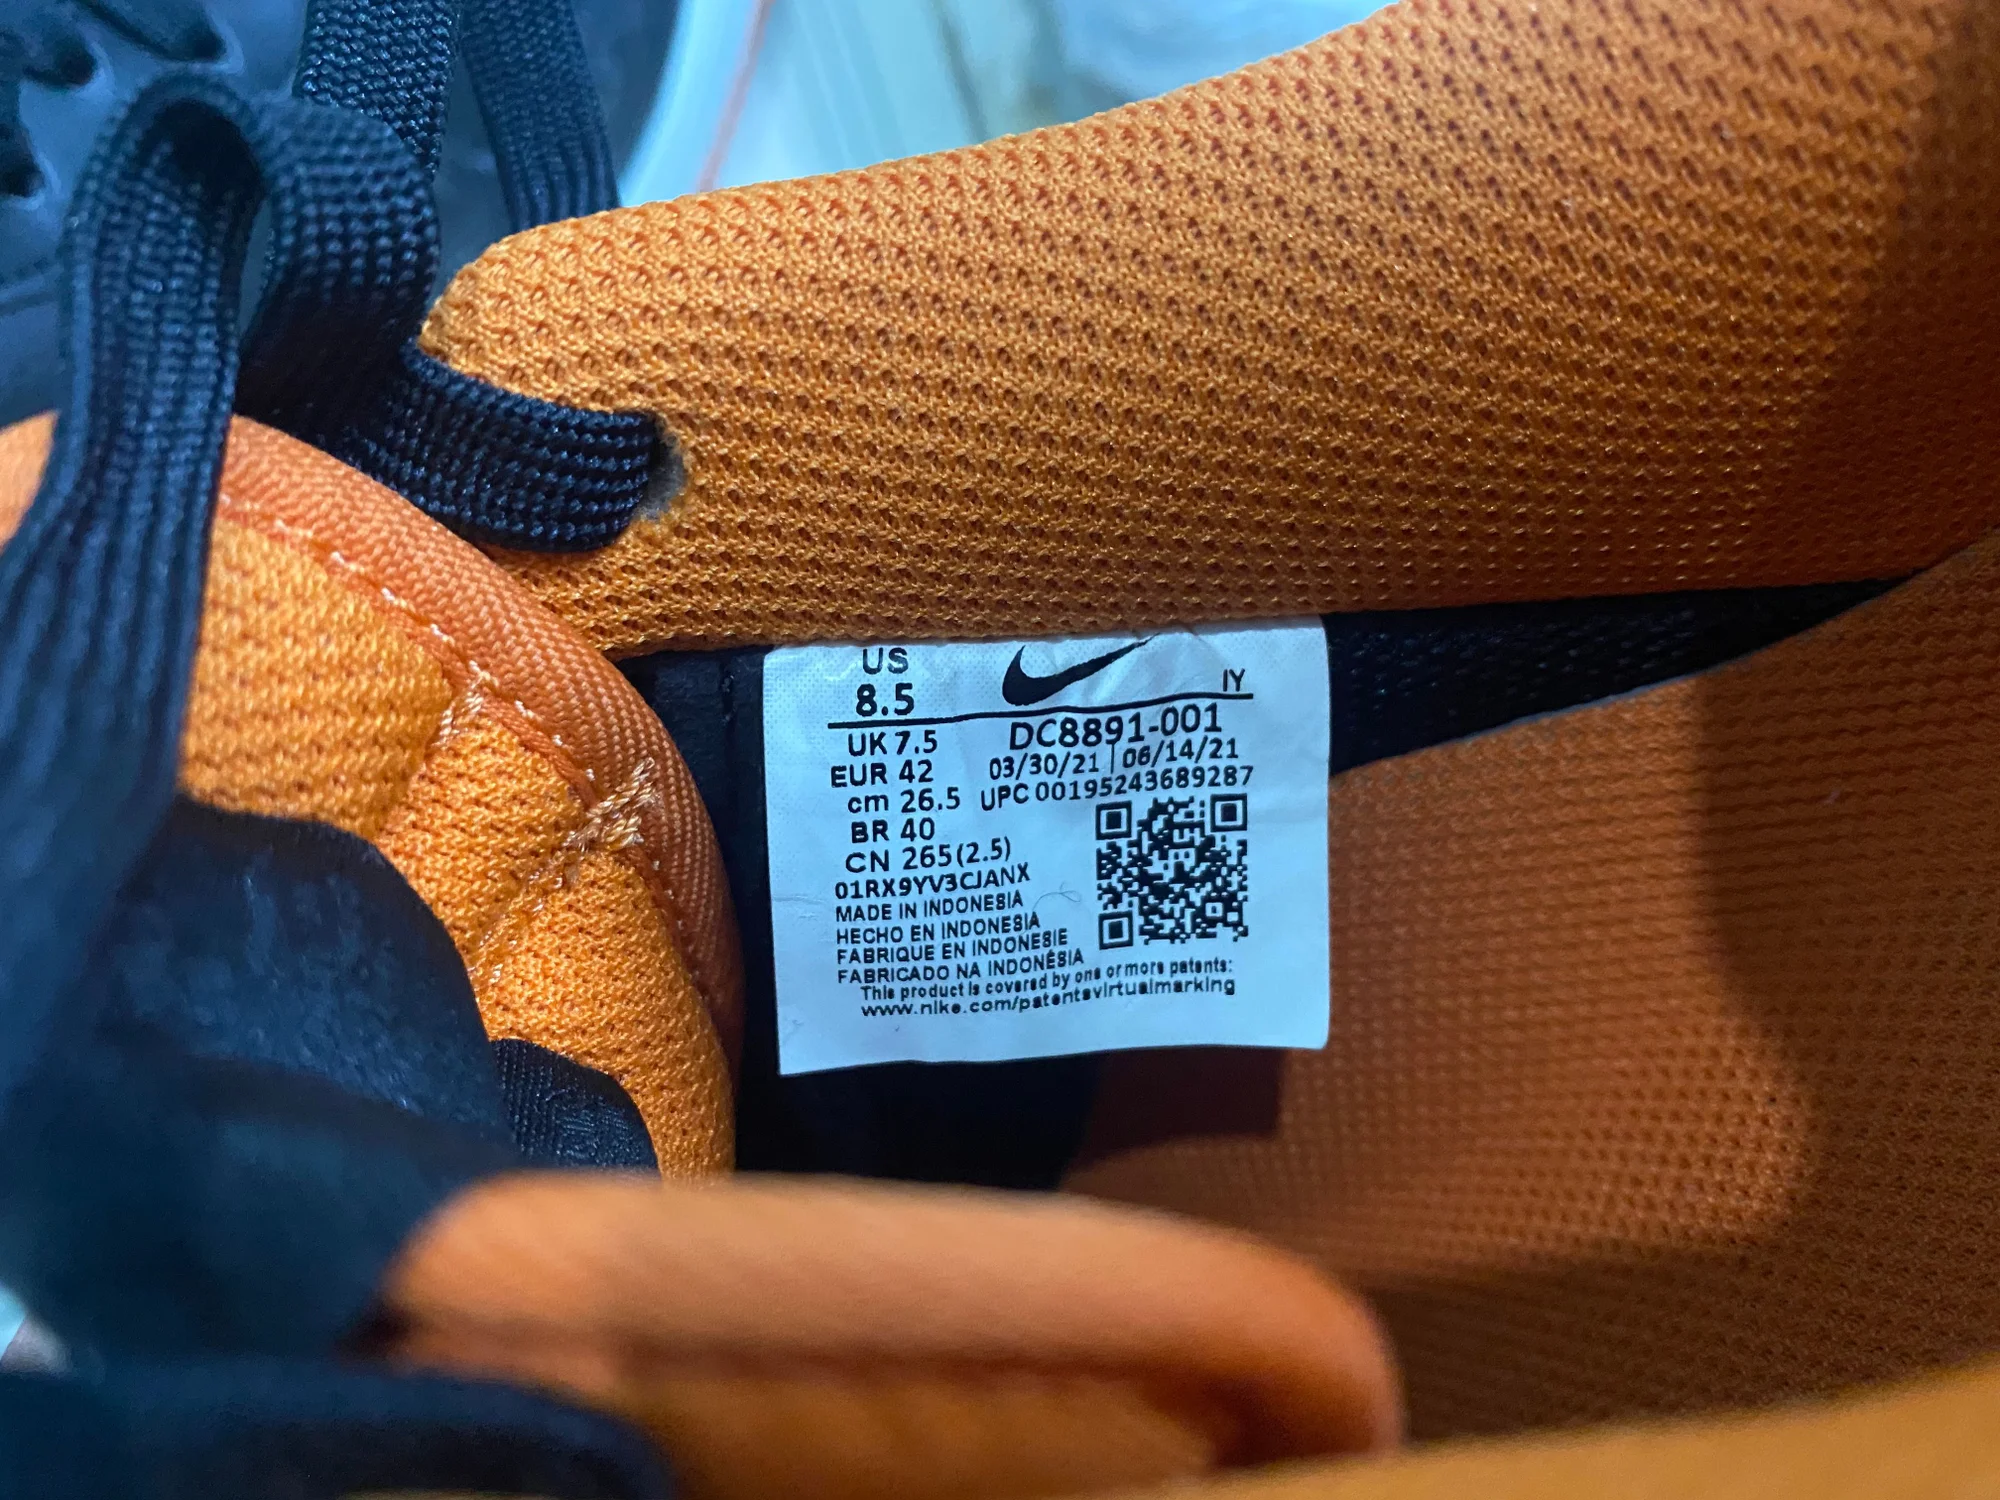 US
8.5
IY
UK 7.5
DC8891-001
EUR 42
03/30/21 06/14/21
cm 26.5
UPC 00195243689287
BR 40
CN 265(2.5)
01RX9YV3CJANX
MADE IN INDONESIA
HECHO EN INDONESIA
FABRIQUE EN INDONESIE
FABRICADO NA INDONÉSIA
This product is covered by one or more patents:
www.nike.com/patentsvirtualmarking